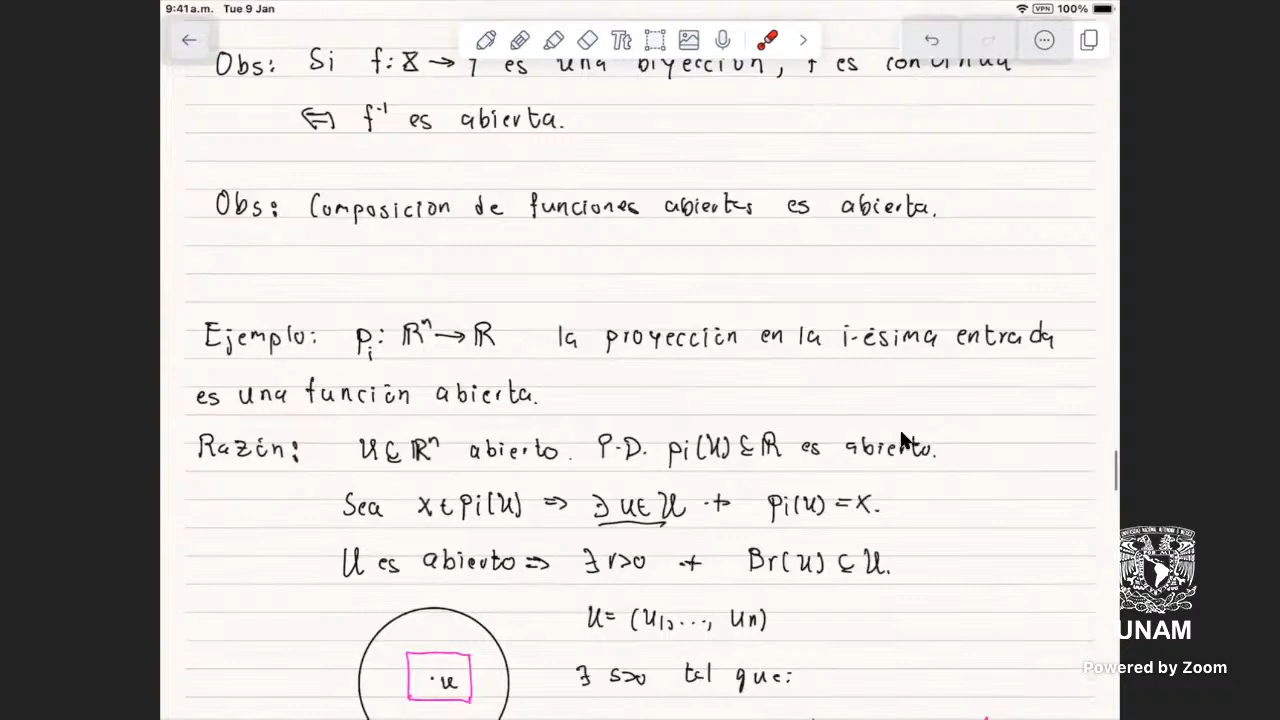 9:41 a.m. Tue 9 Jan
VPN 100%
Tt
Obs: Si f: X → Y es una biyección, f es continua
⇔ f⁻¹ es abierta.
Obs: Composicion de funciones abiertas es abierta.
Ejemplo: pᵢ: ℝⁿ → ℝ la proyección en la i-ésima entrada
es una función abierta.
Razón: U ⊆ ℝⁿ abierto. P.D. pi(U) ⊆ ℝ es abierto.
Sea x ∈ pi(U) ⇒ ∃ u ∈ U ·+· pi(u) = x.
U es abierto ⇒ ∃ r>0 ·+· Br(u) ⊆ U.
u = (u1, ..., un)
∃ s>0 tal que:
·u
UNAM
Powered by Zoom